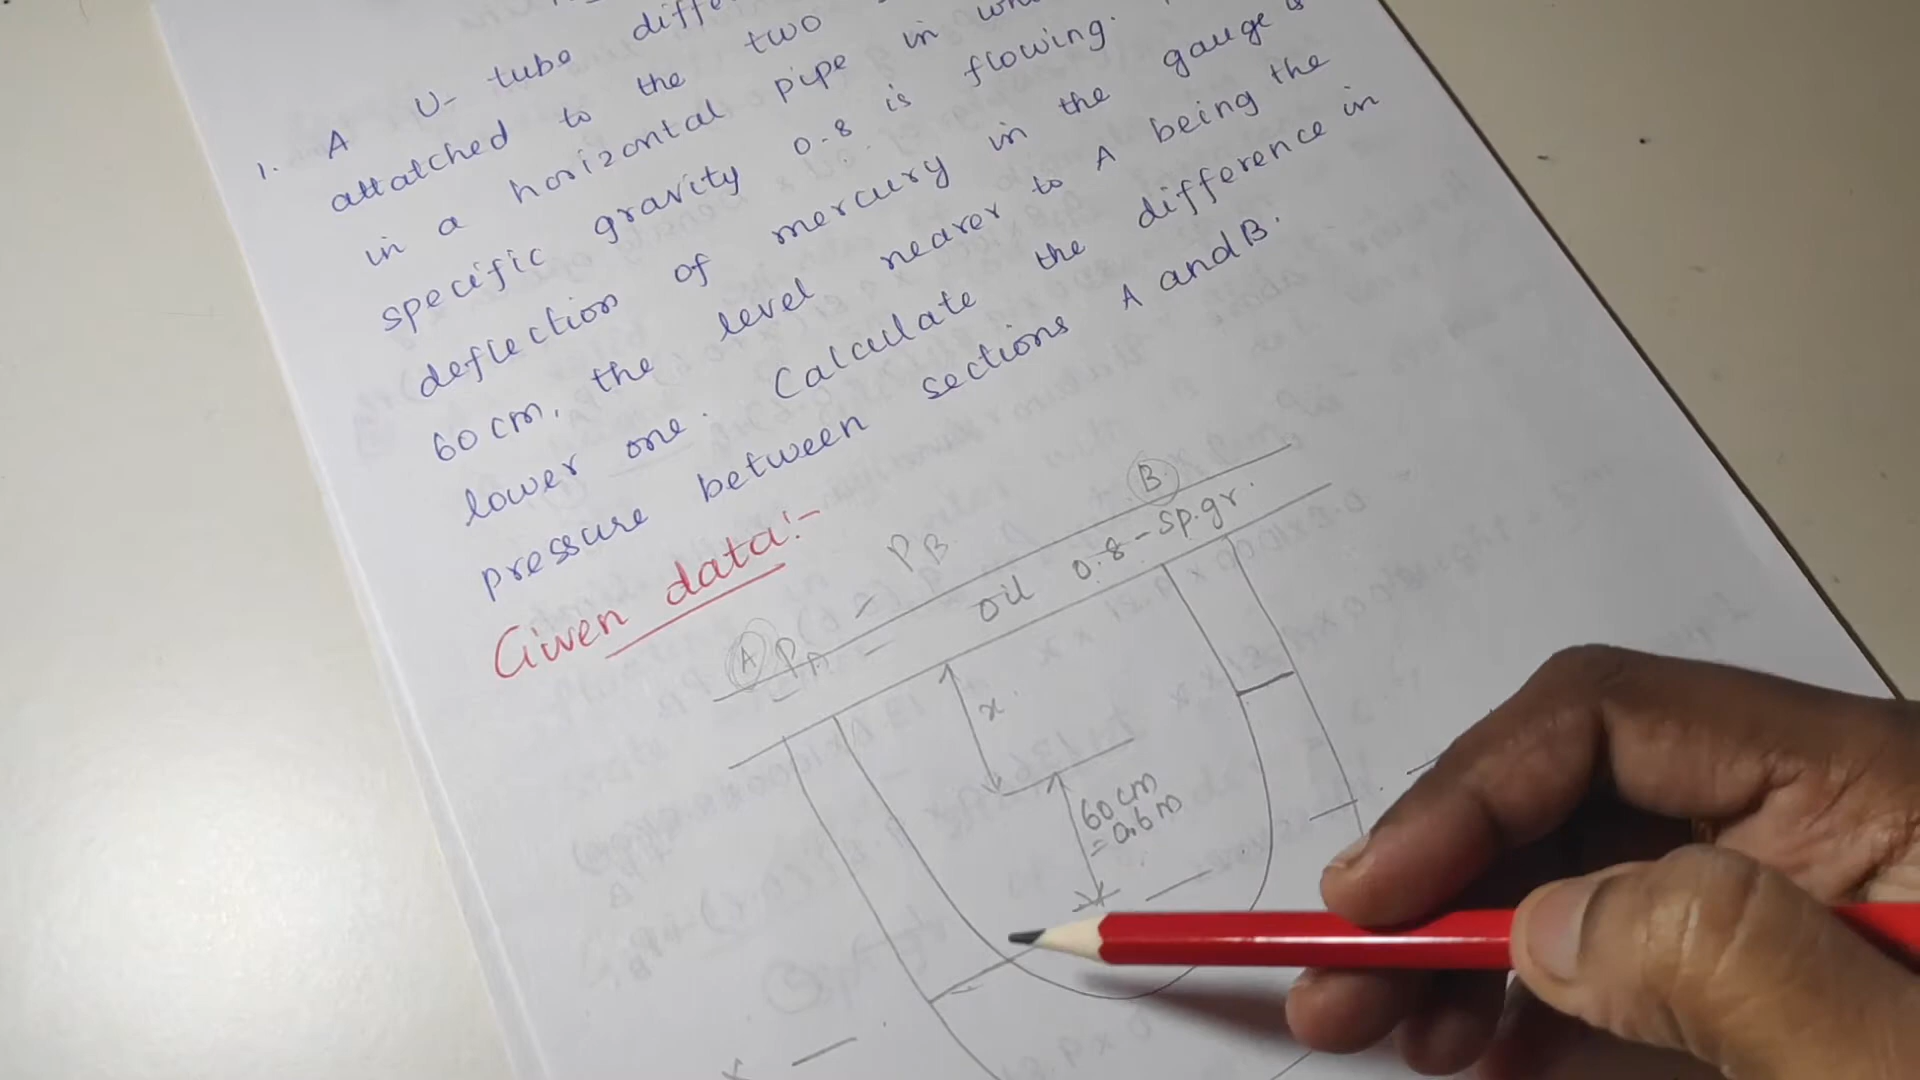 1. A U- tube
attatched to the two
in a horizontal pipe in
specific gravity 0.8 is flowing.
deflection of mercury in the gauge is
60 cm, the level nearer to A being the
lower one. Calculate the difference in
pressure between sections A and B.
Given data:-
B
PB
oil 0.8 - sp.gr.
A PA
x
60 cm
= 0.6 m
x